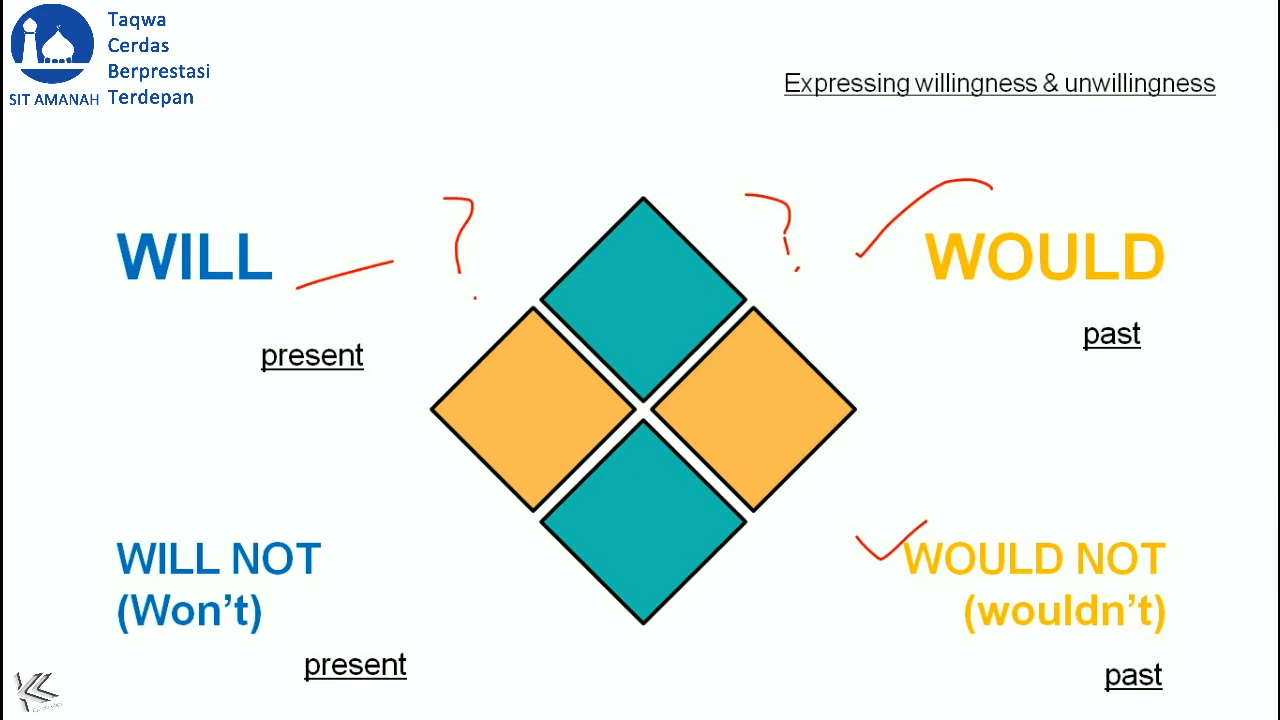 Taqwa
Cerdas
Berprestasi
SIT AMANAH Terdepan
Expressing willingness & unwillingness
? ?
WILL
WOULD
present
past
WILL NOT
(Won’t)
WOULD NOT
(wouldn’t)
present
past